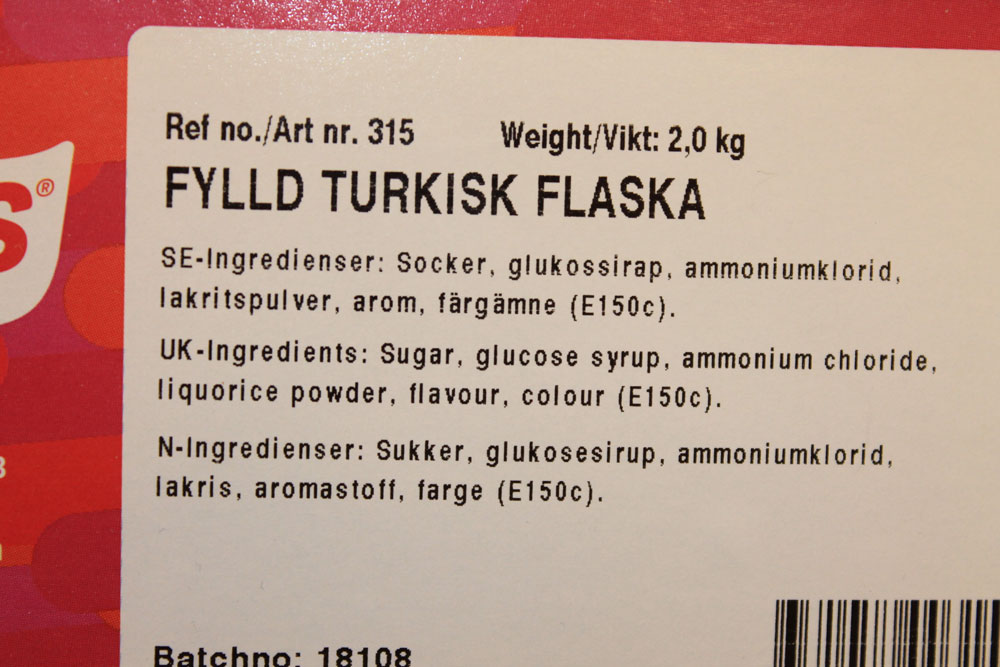 Ref no./Art nr. 315 Weight/Vikt: 2,0 kg
FYLLD TURKISK FLASKA
SE-Ingredienser: Socker, glukossirap, ammoniumklorid,
lakritspulver, arom, färgämne (E150c).
UK-Ingredients: Sugar, glucose syrup, ammonium chloride,
liquorice powder, flavour, colour (E150c).
N-Ingredienser: Sukker, glukosesirup, ammoniumklorid,
lakris, aromastoff, farge (E150c).
Batchno: 18108